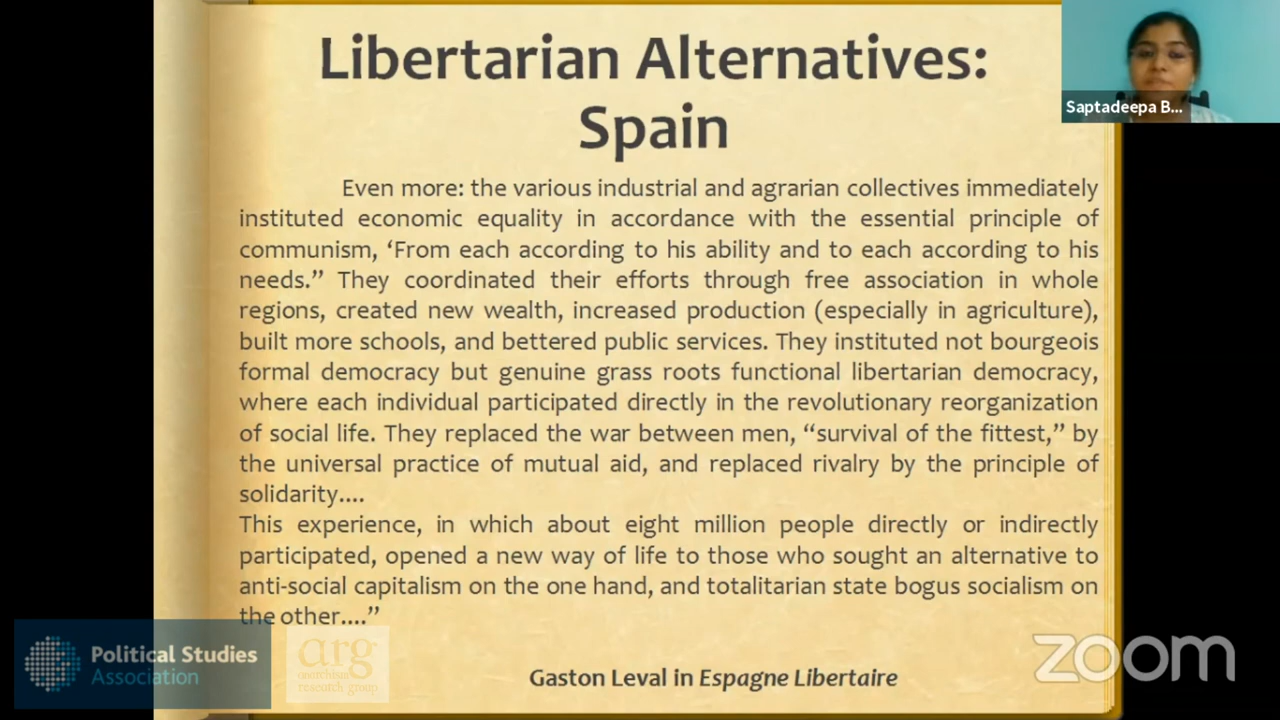 Libertarian Alternatives:
Spain
Saptadeepa B...
Even more: the various industrial and agrarian collectives immediately
instituted economic equality in accordance with the essential principle of
communism, ‘From each according to his ability and to each according to his
needs.” They coordinated their efforts through free association in whole
regions, created new wealth, increased production (especially in agriculture),
built more schools, and bettered public services. They instituted not bourgeois
formal democracy but genuine grass roots functional libertarian democracy,
where each individual participated directly in the revolutionary reorganization
of social life. They replaced the war between men, “survival of the fittest,” by
the universal practice of mutual aid, and replaced rivalry by the principle of
solidarity....
This experience, in which about eight million people directly or indirectly
participated, opened a new way of life to those who sought an alternative to
anti-social capitalism on the one hand, and totalitarian state bogus socialism on
the other....”
Gaston Leval in Espagne Libertaire
Political Studies
Association
arg
anarchism
research group
zoom